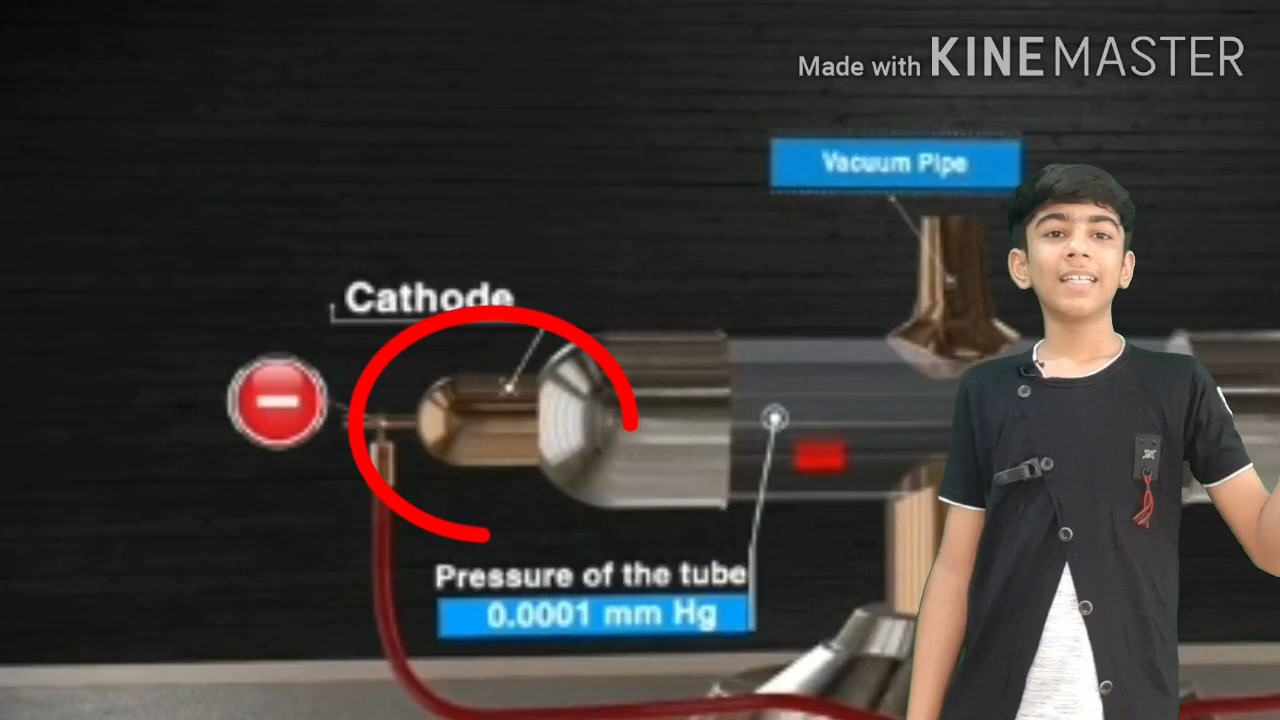 Made with KINEMASTER
Vacuum Pipe
Cathode
Pressure of the tube
0.0001 mm Hg